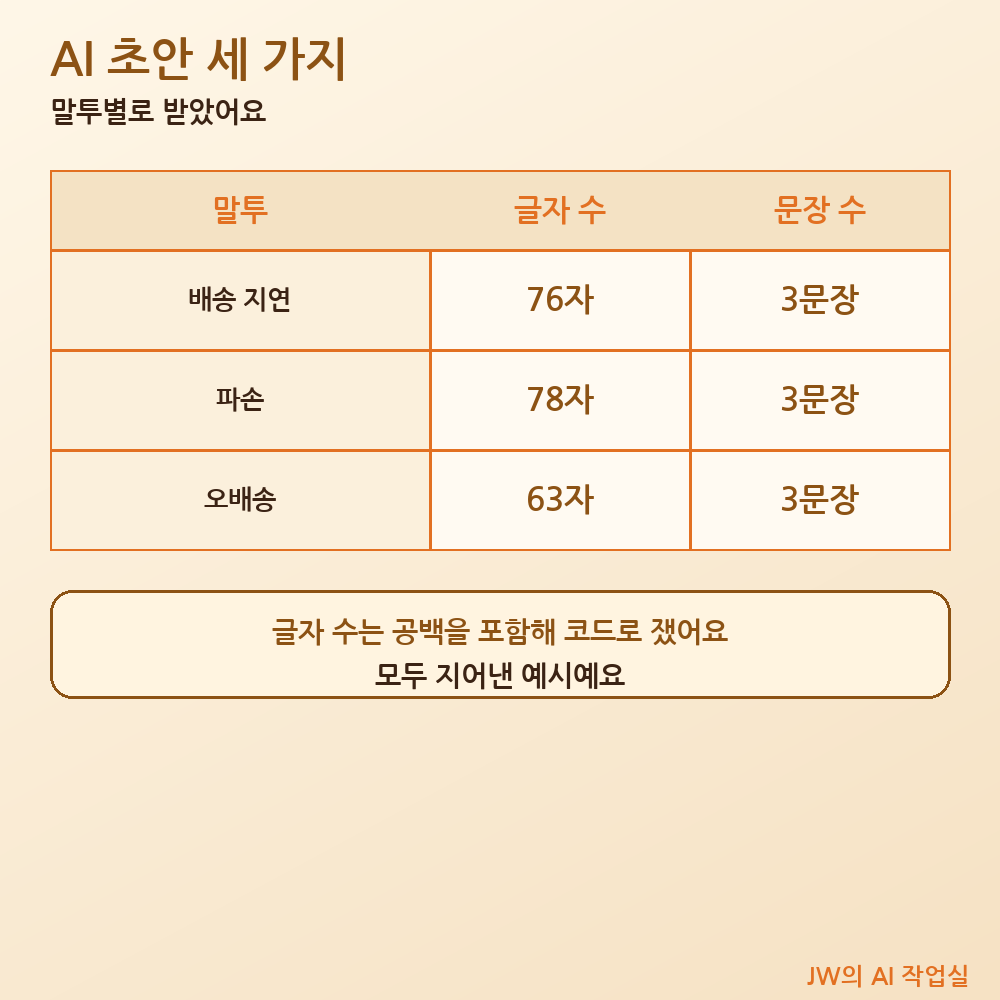 AI 초안 세 가지
말투별로 받았어요
말투 글자 수 문장 수
배송 지연 76자 3문장
파손 78자 3문장
오배송 63자 3문장
글자 수는 공백을 포함해 코드로 쟀어요
모두 지어낸 예시예요
JW의 AI 작업실